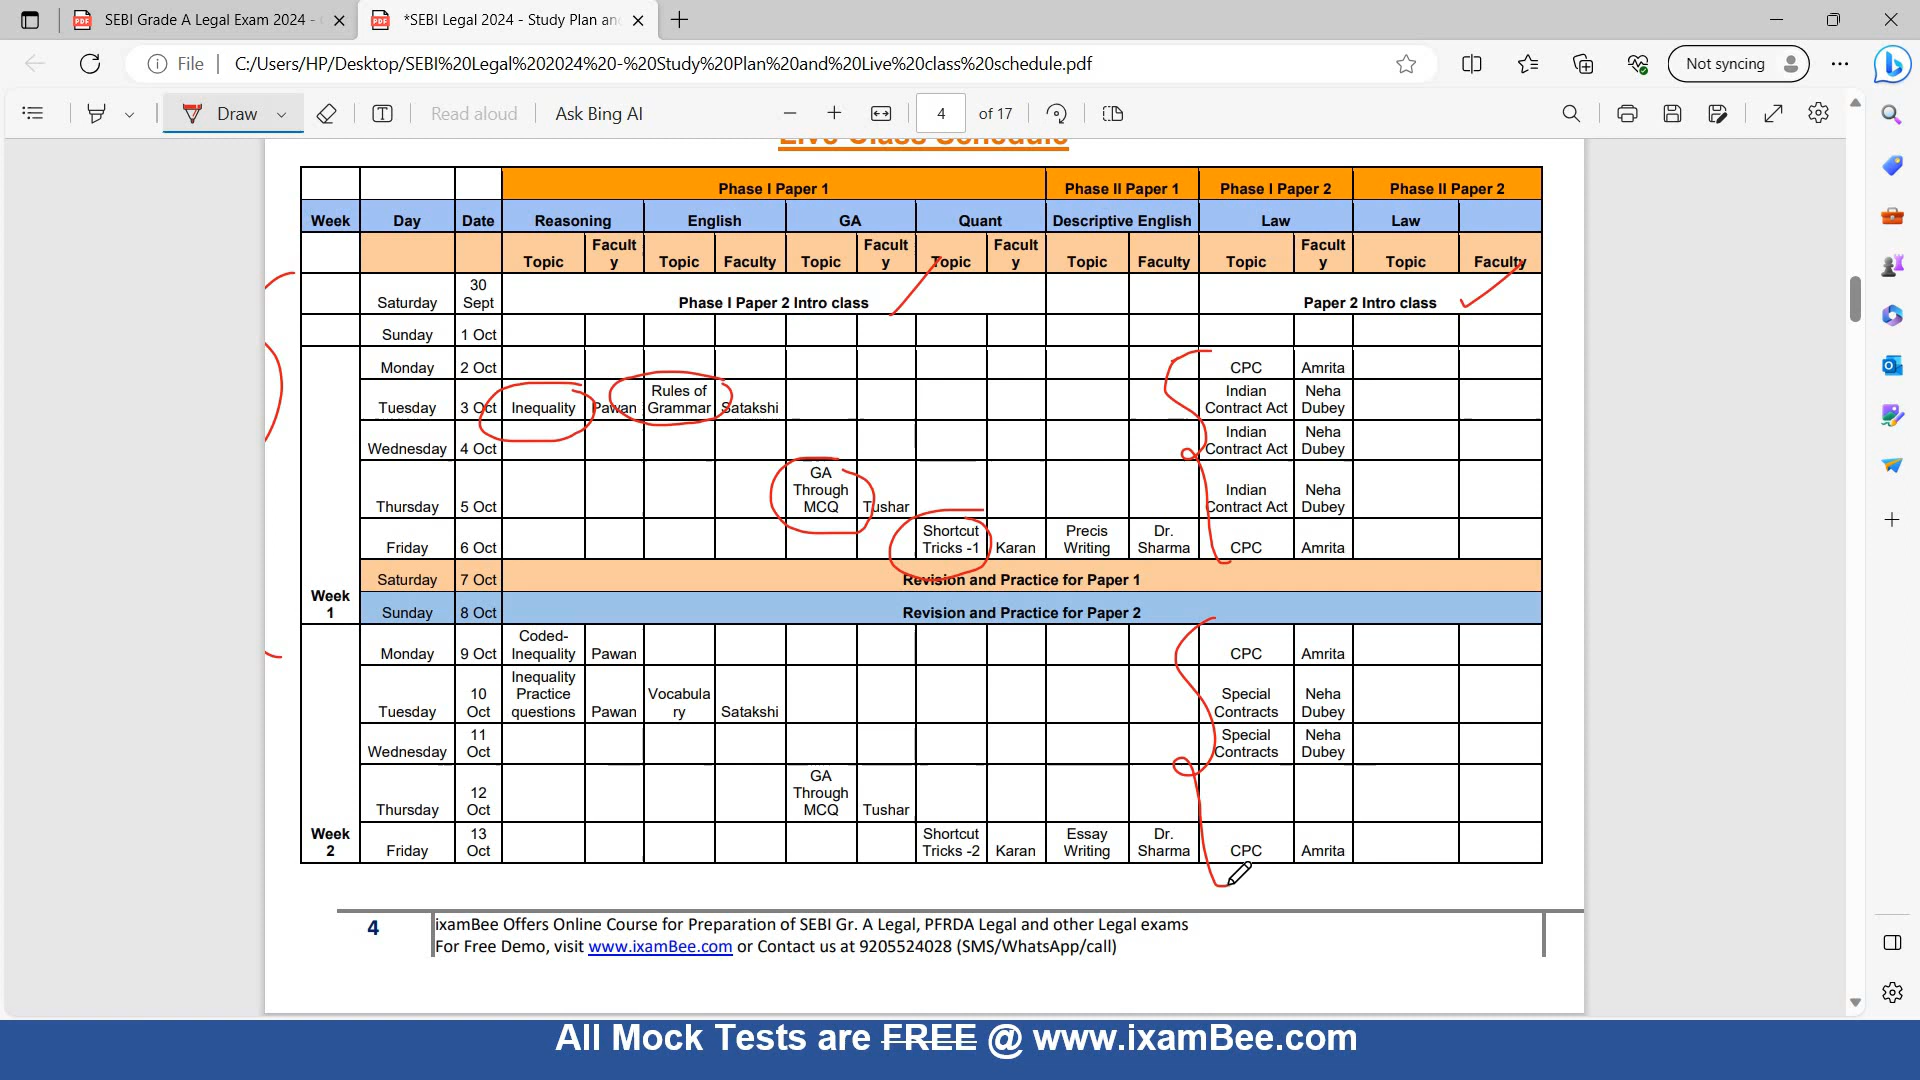 SEBI Grade A Legal Exam 2024 -
*SEBI Legal 2024 - Study Plan an
File
C:/Users/HP/Desktop/SEBI%20Legal%202024%20-%20Study%20Plan%20and%20Live%20class%20schedule.pdf
Not syncing
Draw
Read aloud
Ask Bing AI
4 of 17
Live Class Schedule
Phase I Paper 1 Phase II Paper 1 Phase I Paper 2 Phase II Paper 2
Week Day Date Reasoning English GA Quant Descriptive English Law Law
Facult Facult Facult Facult
Topic y Topic Faculty Topic y Topic y Topic Faculty Topic y Topic Faculty
30
Saturday Sept Phase I Paper 2 Intro class Paper 2 Intro class
Sunday 1 Oct
Monday 2 Oct CPC Amrita
Rules of Indian Neha
Tuesday 3 Oct Inequality Pawan Grammar Satakshi Contract Act Dubey
Indian Neha
Wednesday 4 Oct Contract Act Dubey
GA
Through Indian Neha
Thursday 5 Oct MCQ Tushar Contract Act Dubey
Shortcut Precis Dr.
Friday 6 Oct Tricks -1 Karan Writing Sharma CPC Amrita
Saturday 7 Oct Revision and Practice for Paper 1
Week
1 Sunday 8 Oct Revision and Practice for Paper 2
Coded-
Monday 9 Oct Inequality Pawan CPC Amrita
Inequality
10 Practice Vocabula Special Neha
Tuesday Oct questions Pawan ry Satakshi Contracts Dubey
11 Special Neha
Wednesday Oct Contracts Dubey
GA
12 Through
Thursday Oct MCQ Tushar
Week 13 Shortcut Essay Dr.
2 Friday Oct Tricks -2 Karan Writing Sharma CPC Amrita
4 ixamBee Offers Online Course for Preparation of SEBI Gr. A Legal, PFRDA Legal and other Legal exams
For Free Demo, visit www.ixamBee.com or Contact us at 9205524028 (SMS/WhatsApp/call)
All Mock Tests are FREE @ www.ixamBee.com